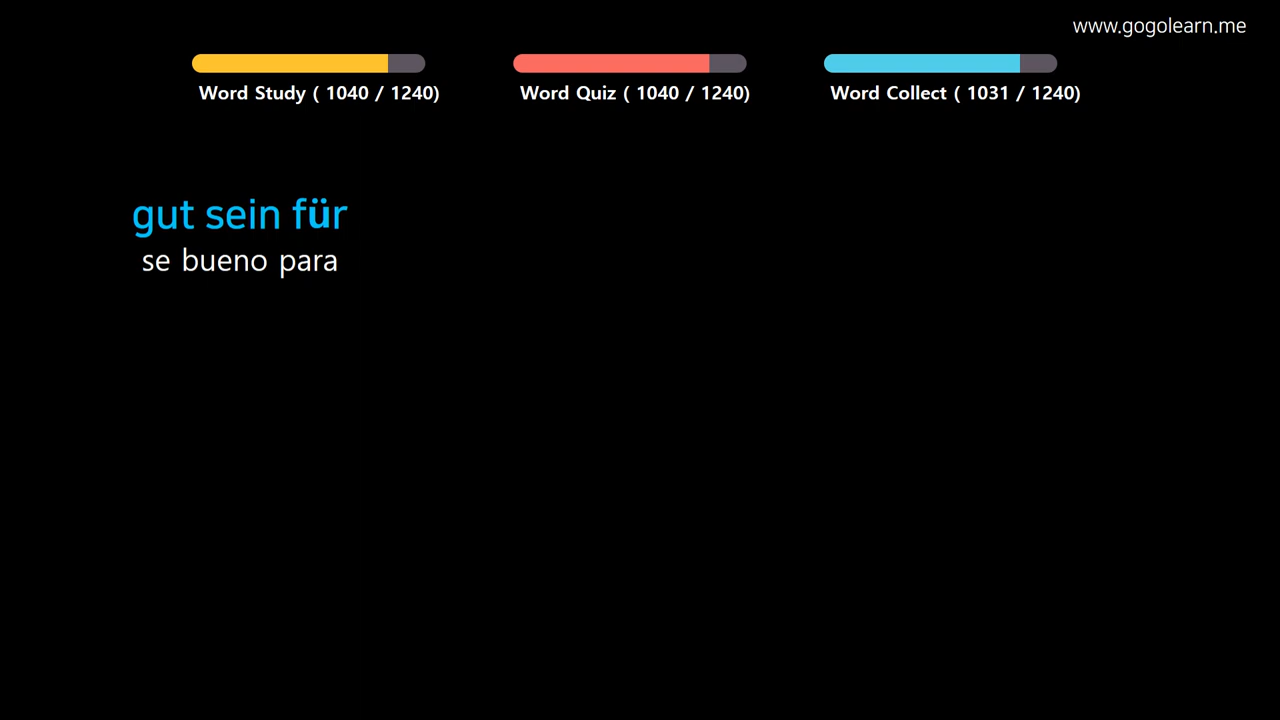 www.gogolearn.me
Word Study ( 1040 / 1240)
Word Quiz ( 1040 / 1240)
Word Collect ( 1031 / 1240)
gut sein für
se bueno para